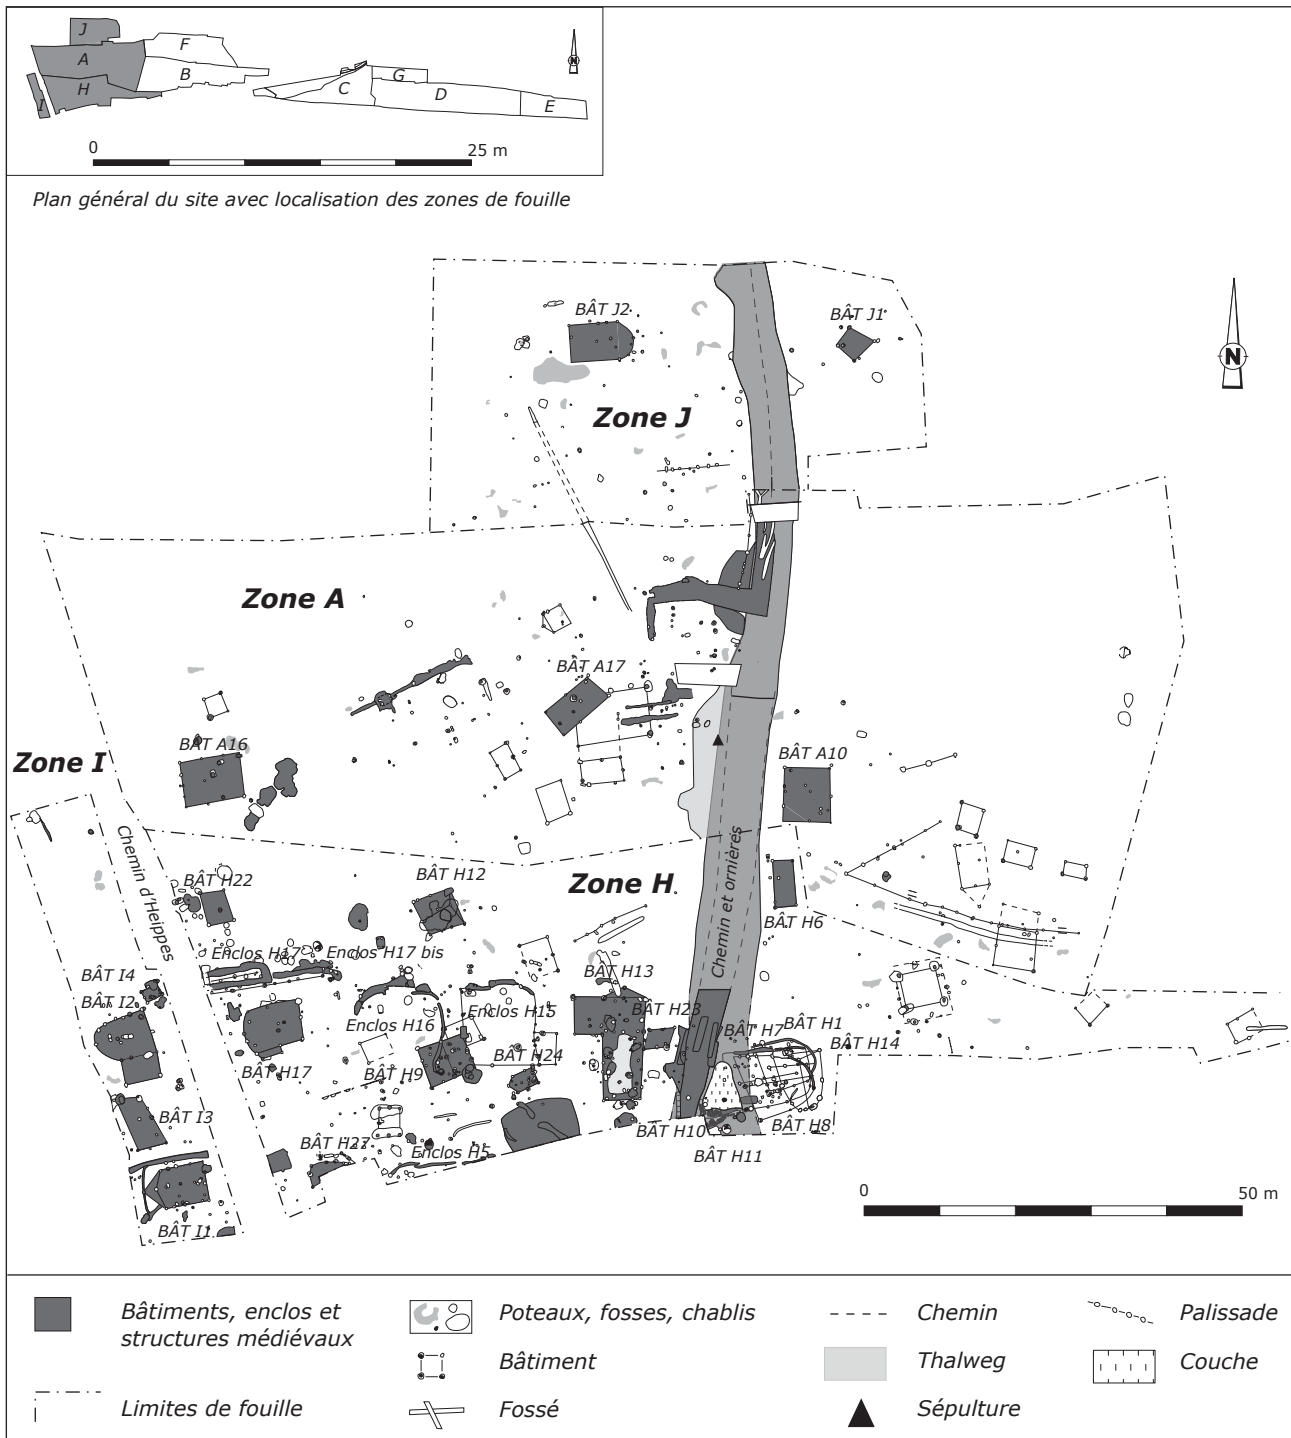 J
A
F
B
H
I
C
G
D
E
N
0
25 m
Plan général du site avec localisation des zones de fouille
BÂT J2
BÂT J1
N
Zone J
Zone A
BÂT A17
BÂT A16
BÂT A10
Zone I
Chemin d'Heippes
Chemin et ornières
BÂT H22
BÂT H12
Zone H
BÂT H6
Enclos H17
Enclos H17 bis
BÂT I4
BÂT H13
BÂT I2
Enclos H16
Enclos H15
BÂT H23
BÂT H7
BÂT H1
BÂT H14
BÂT H17
BÂT H9
BÂT H24
BÂT I3
BÂT H27
Enclos H5
BÂT H10
BÂT H8
BÂT H11
BÂT I1
0
50 m
Bâtiments, enclos et
structures médiévaux
Limites de fouille
Poteaux, fosses, chablis
Bâtiment
Fossé
Chemin
Thalweg
Sépulture
Palissade
Couche